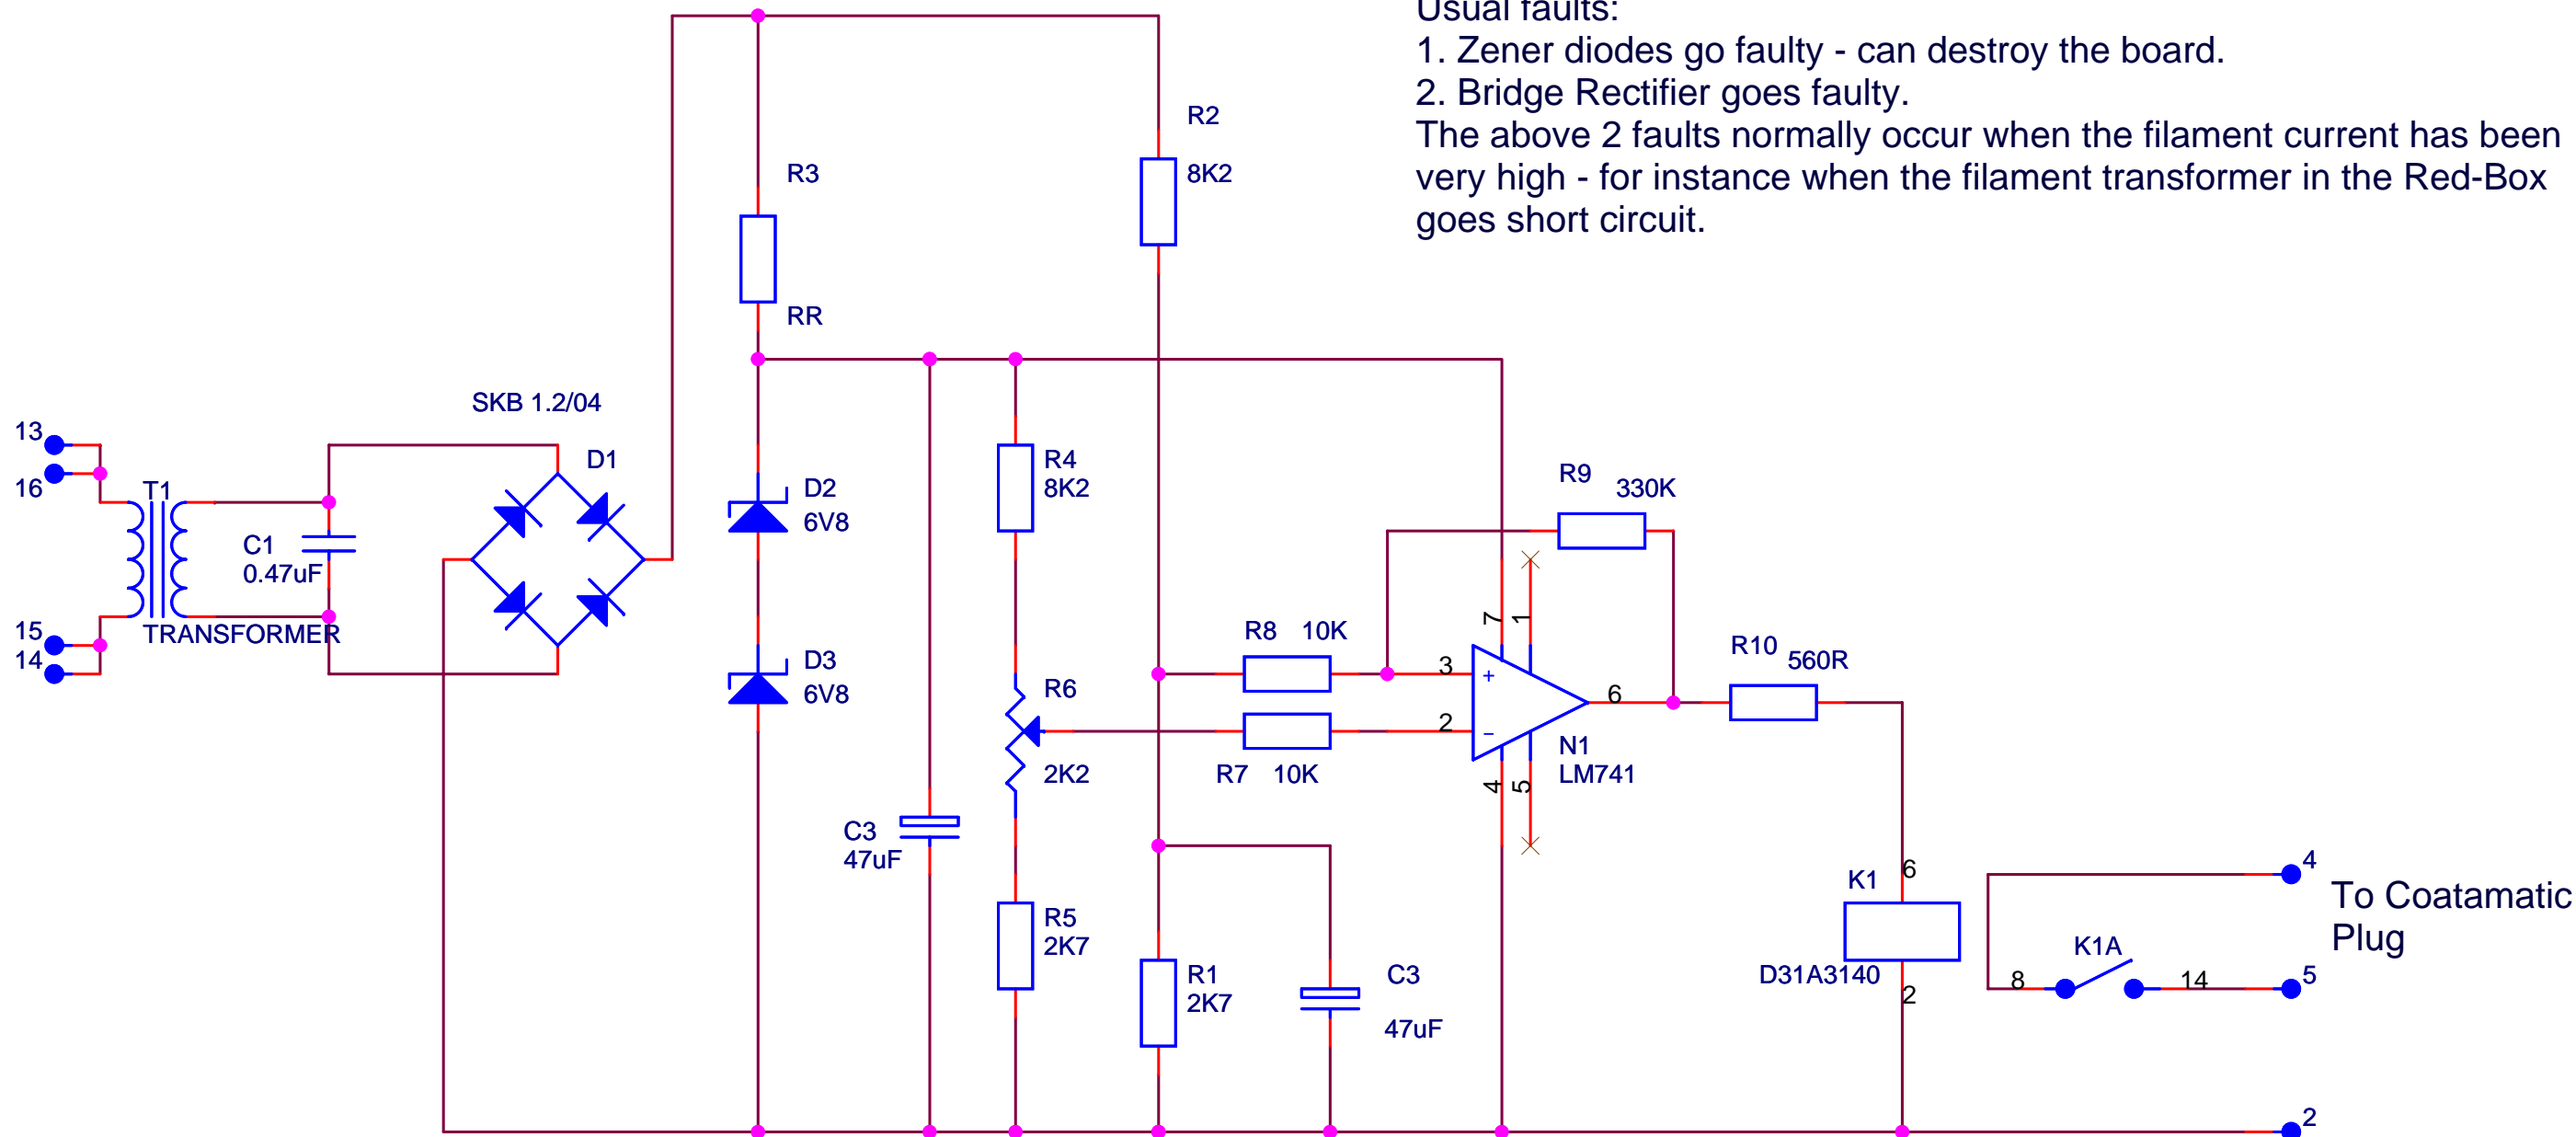 Usual faults:
1. Zener diodes go faulty - can destroy the board.
2. Bridge Rectifier goes faulty.
The above 2 faults normally occur when the filament current has been
very high - for instance when the filament transformer in the Red-Box
goes short circuit.
R2
8K2
R3
RR
SKB 1.2/04
D1
13
16
T1
C1
0.47uF
TRANSFORMER
15
14
D2
6V8
D3
6V8
R4
8K2
R6
2K2
R5
2K7
C3
47uF
R1
2K7
C3
47uF
R8 10K
R7 10K
R9 330K
7
1
3
+
2
-
6
4
5
N1
LM741
R10 560R
K1
6
D31A3140
2
K1A
8
14
4
5
To Coatamatic
Plug
2